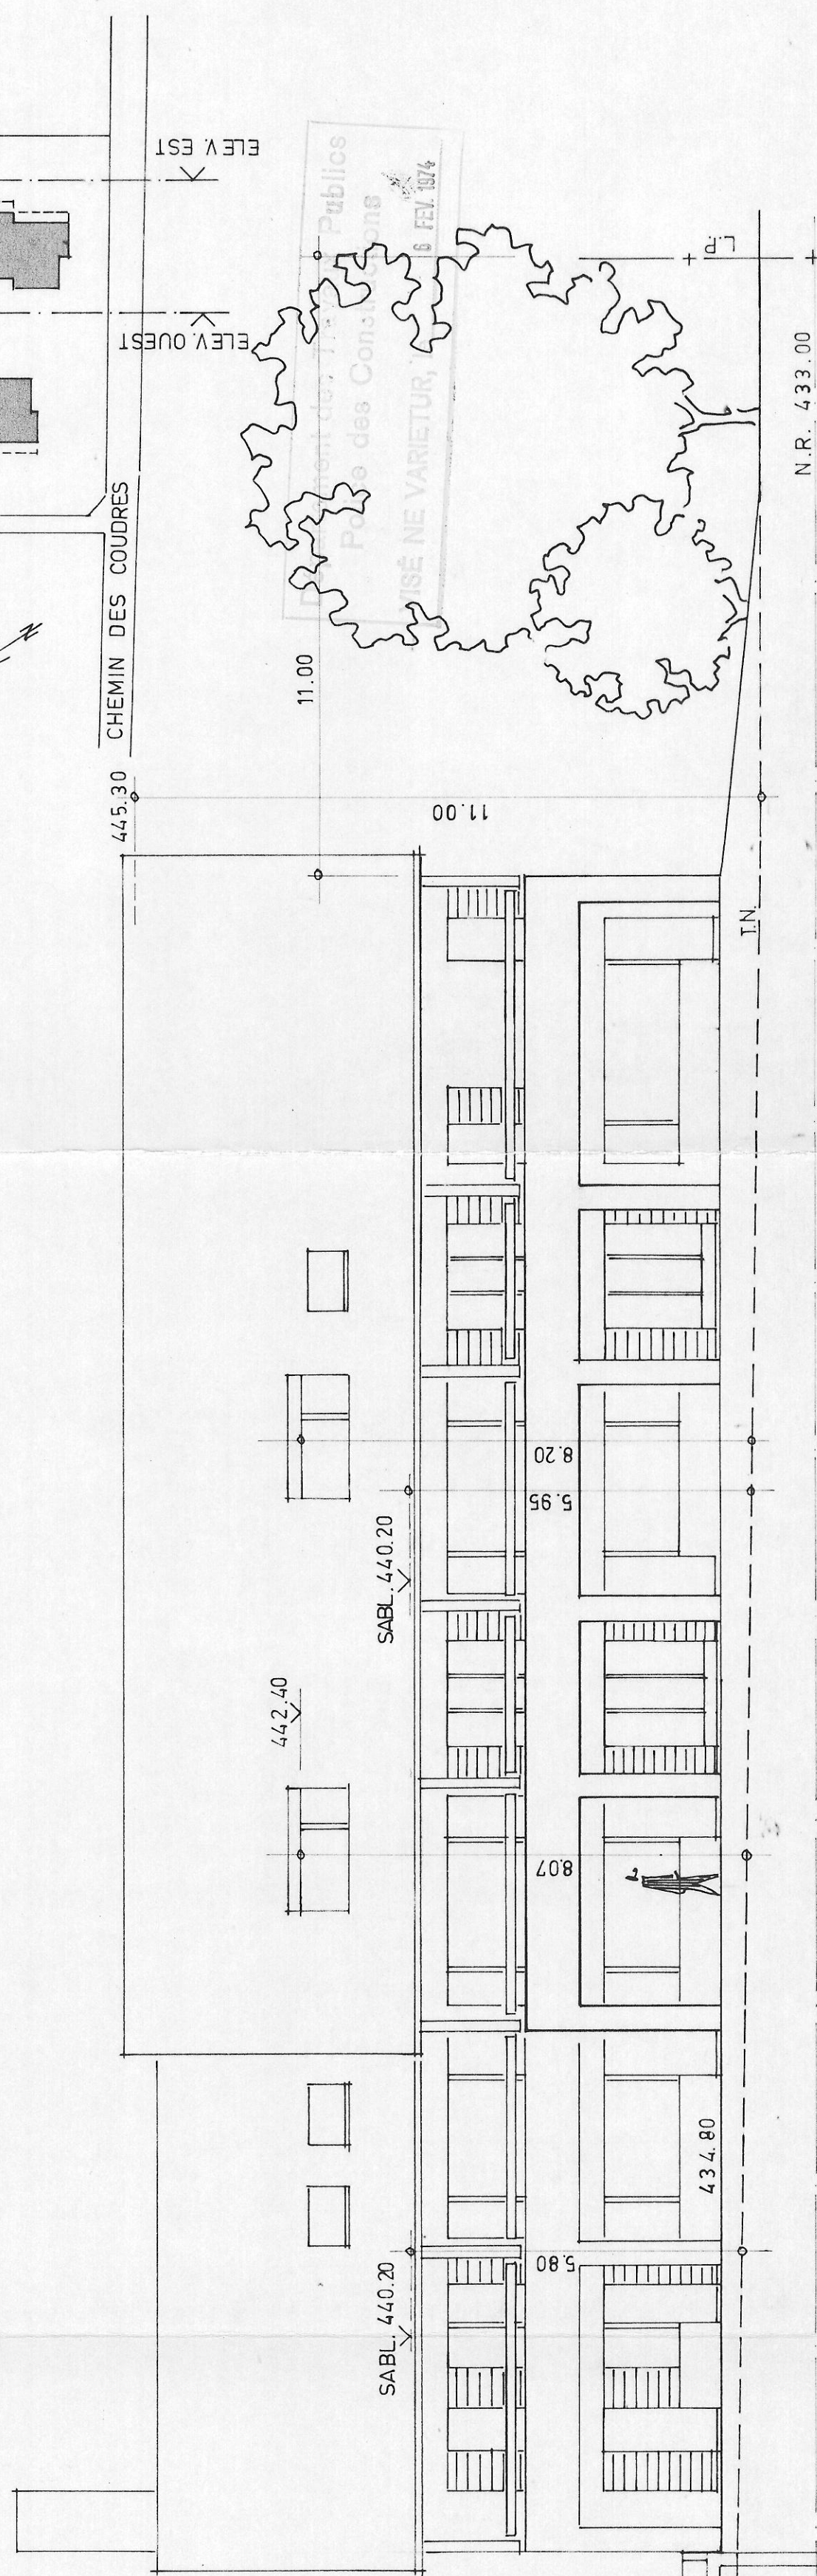 ELEV. EST
ELEV. OUEST
CHEMIN DES COUDRES
Publics
Police des Constructions
VISÉ NE VARIETUR,
6 FEV. 1974
L.P.
N.R. 433.00
11.00
445.30
11.00
T.N.
8.20
5.95
SABL. 440.20
442.40
8.07
434.80
5.80
SABL. 440.20
N